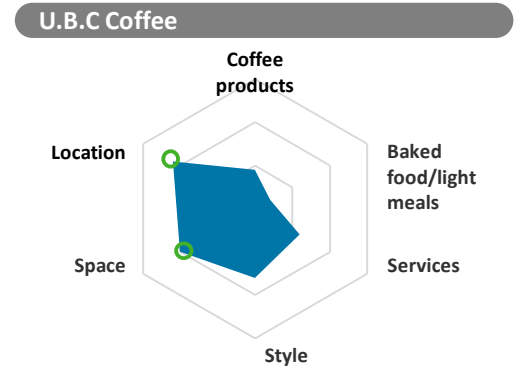 U.B.C Coffee
Coffee
products
Location
Baked
food/light
meals
Space
Services
Style